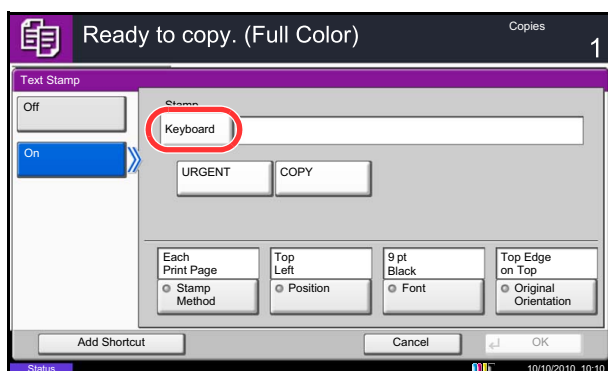 Ready to copy. (Full Color)
Copies
1
Text Stamp
Off
On
Stamp
Keyboard
URGENT
COPY
Each
Print Page
Top
Left
9 pt
Black
Top Edge
on Top
Stamp
Method
Position
Font
Original
Orientation
Add Shortcut
Cancel
OK
Status
10/10/2010 10:10